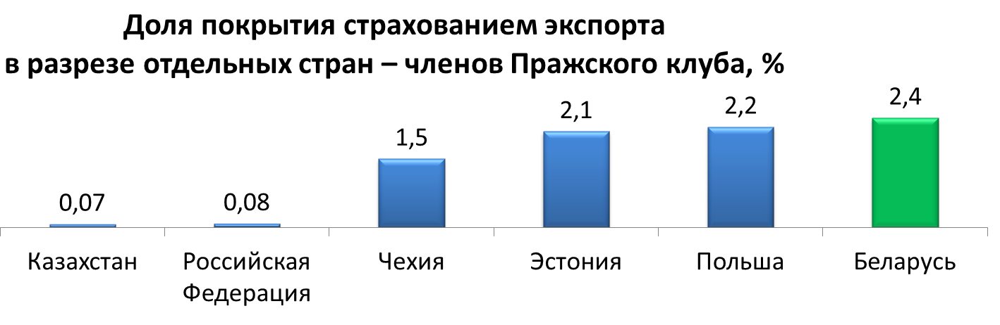 Доля покрытия страхованием экспорта
в разрезе отдельных стран – членов Пражского клуба, %
0,07
0,08
1,5
2,1
2,2
2,4
Казахстан
Российская
Федерация
Чехия
Эстония
Польша
Беларусь